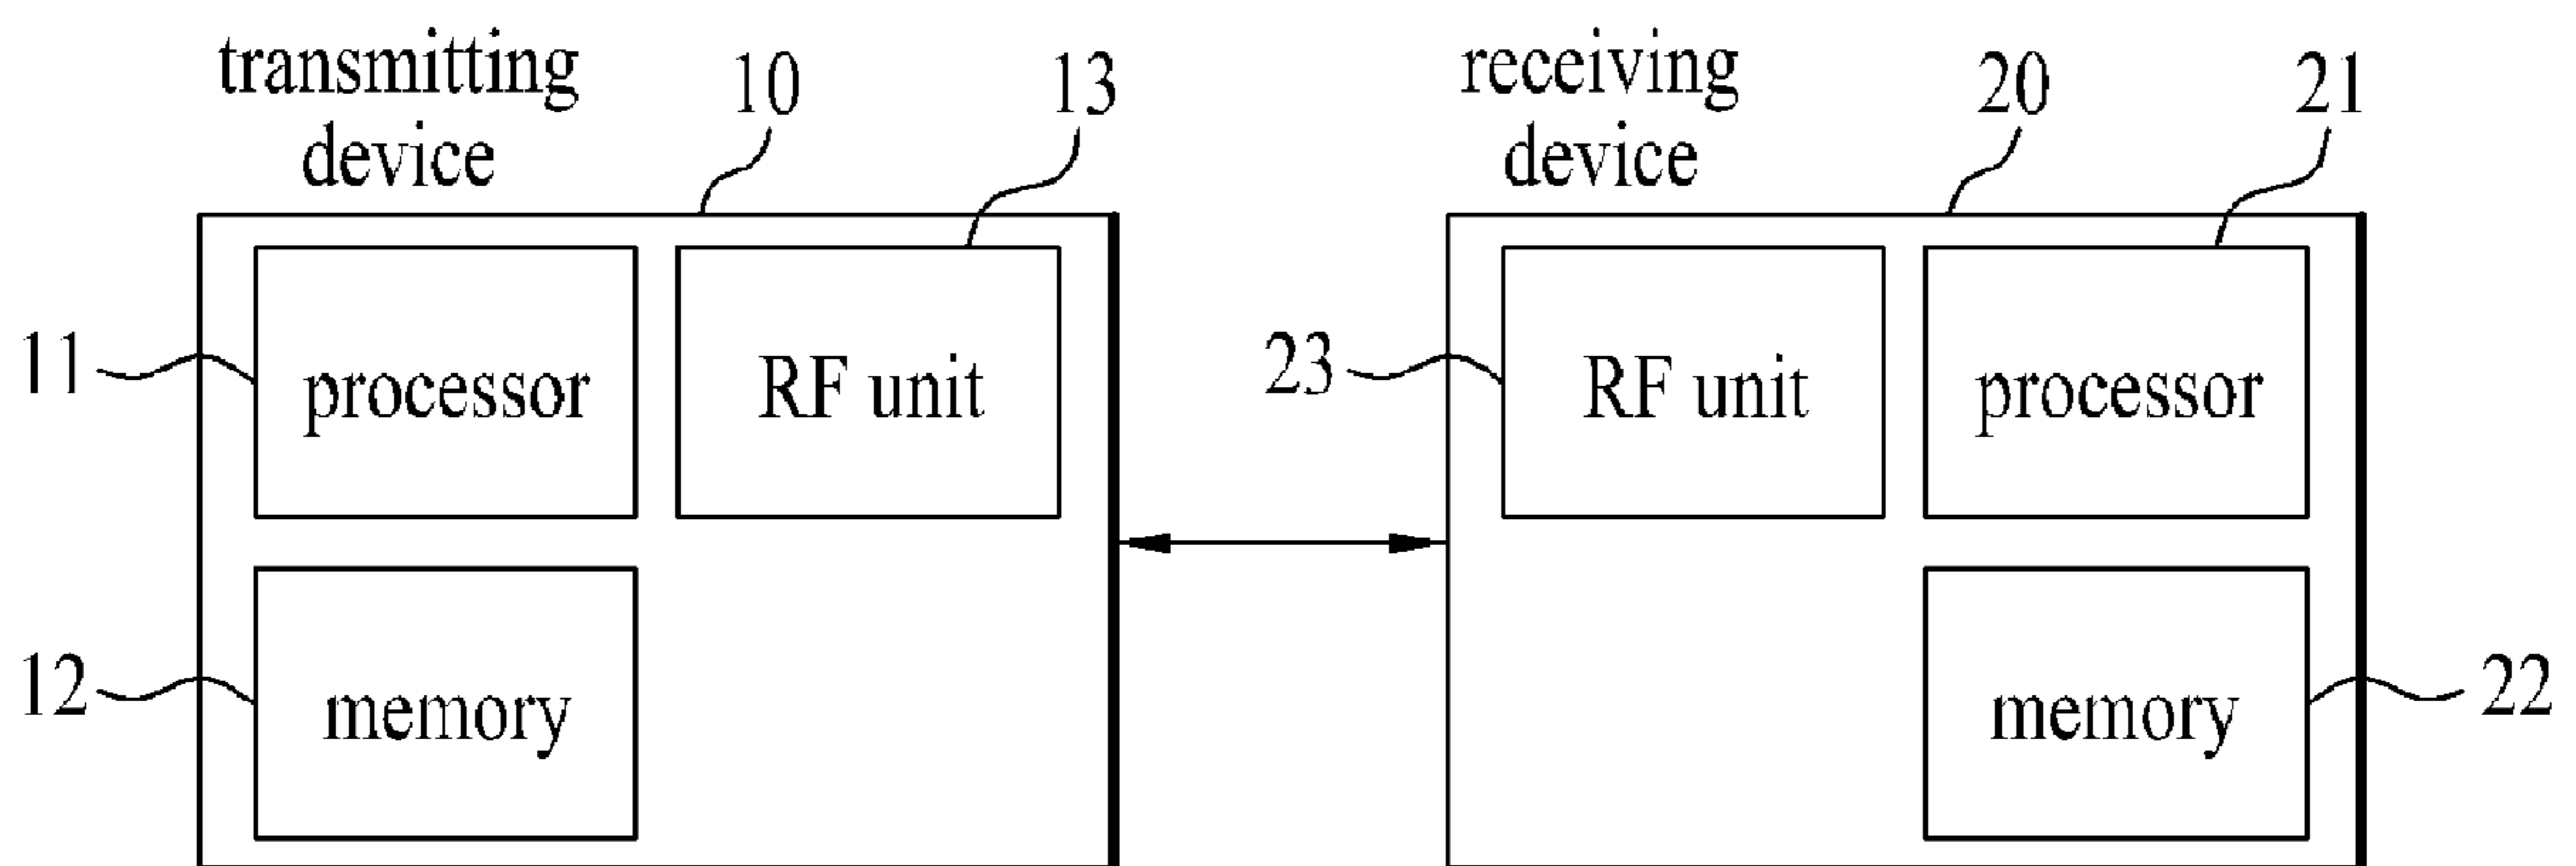 transmitting
device
10
13
receiving
device
20
21
11
processor
RF unit
23
RF unit
processor
12
memory
memory
22